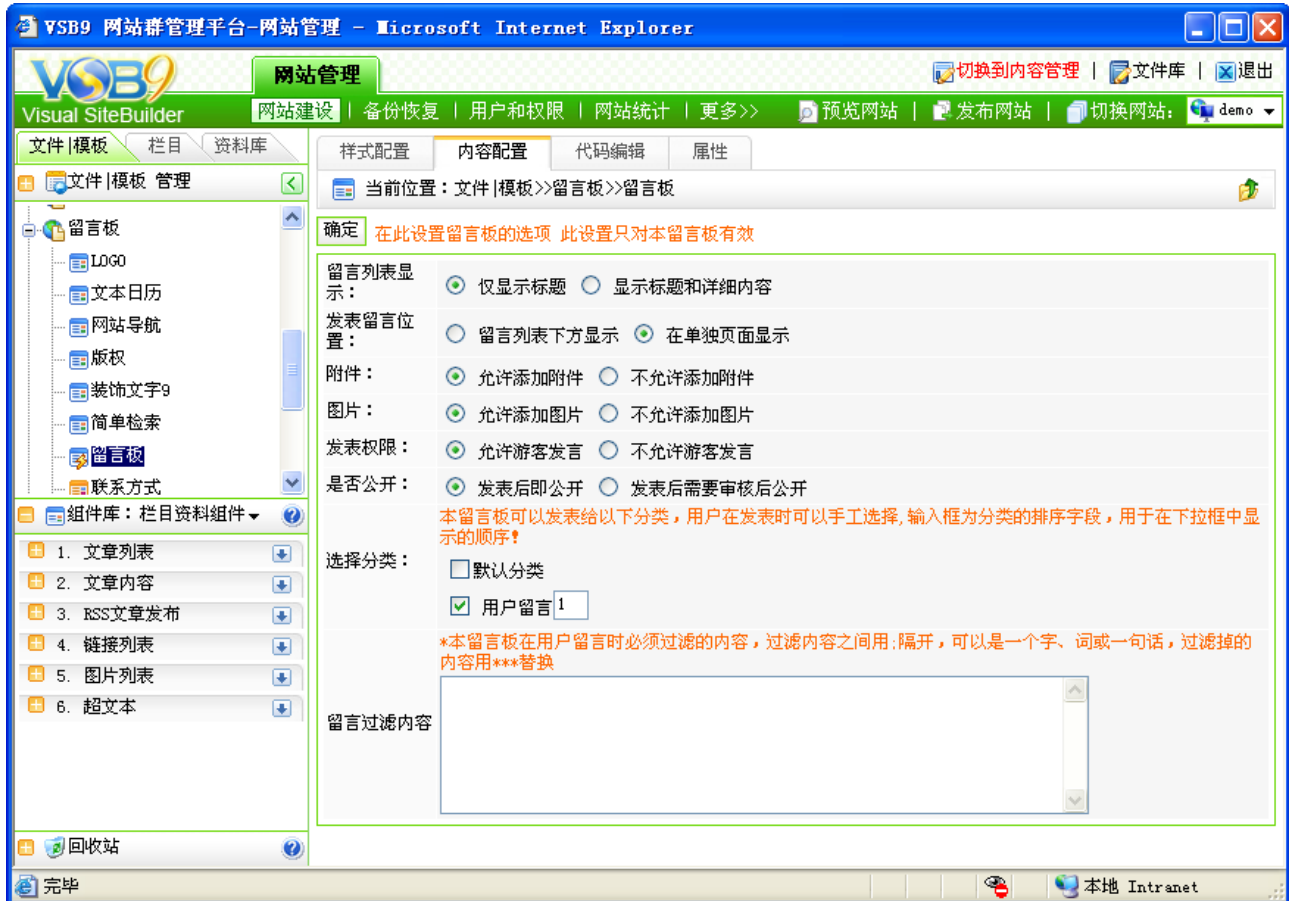 VSB9 网站群管理平台-网站管理 - Microsoft Internet Explorer
VSB9
Visual SiteBuilder
网站管理
切换到内容管理 | 文件库 | 退出
网站建设 | 备份恢复 | 用户和权限 | 网站统计 | 更多>> 预览网站 | 发布网站 | 切换网站: demo
文件|模板 栏目 资料库
文件|模板 管理
留言板
LOGO
文本日历
网站导航
版权
装饰文字9
简单检索
留言板
联系方式
组件库:栏目资料组件
1. 文章列表
2. 文章内容
3. RSS文章发布
4. 链接列表
5. 图片列表
6. 超文本
回收站
样式配置 内容配置 代码编辑 属性
当前位置:文件|模板>>留言板>>留言板
确定 在此设置留言板的选项 此设置只对本留言板有效
留言列表显
示:
仅显示标题 显示标题和详细内容
发表留言位
置:
留言列表下方显示 在单独页面显示
附件: 允许添加附件 不允许添加附件
图片: 允许添加图片 不允许添加图片
发表权限: 允许游客发言 不允许游客发言
是否公开: 发表后即公开 发表后需要审核后公开
选择分类:
本留言板可以发表给以下分类,用户在发表时可以手工选择,输入框为分类的排序字段,用于在下拉框中显
示的顺序!
默认分类
用户留言 1
*本留言板在用户留言时必须过滤的内容,过滤内容之间用;隔开,可以是一个字、词或一句话,过滤掉的
内容用***替换
留言过滤内容
完毕
本地 Intranet